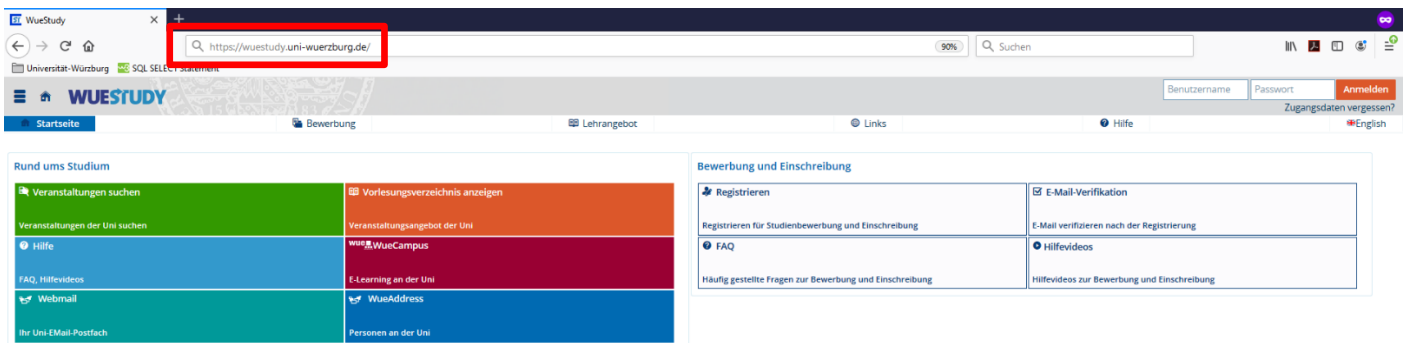 WueStudy
https://wuestudy.uni-wuerzburg.de/
90%
Suchen
Universität-Würzburg
SQL SELECT Statement
WUESTUDY
Benutzername
Passwort
Anmelden
Zugangsdaten vergessen?
Startseite
Bewerbung
Lehrangebot
Links
Hilfe
English
Rund ums Studium
Veranstaltungen suchen
Veranstaltungen der Uni suchen
Vorlesungsverzeichnis anzeigen
Veranstaltungsangebot der Uni
Hilfe
FAQ, Hilfevideos
wue WueCampus
E-Learning an der Uni
Webmail
Ihr Uni-EMail-Postfach
WueAddress
Personen an der Uni
Bewerbung und Einschreibung
Registrieren
Registrieren für Studienbewerbung und Einschreibung
E-Mail-Verifikation
E-Mail verifizieren nach der Registrierung
FAQ
Häufig gestellte Fragen zur Bewerbung und Einschreibung
Hilfevideos
Hilfevideos zur Bewerbung und Einschreibung